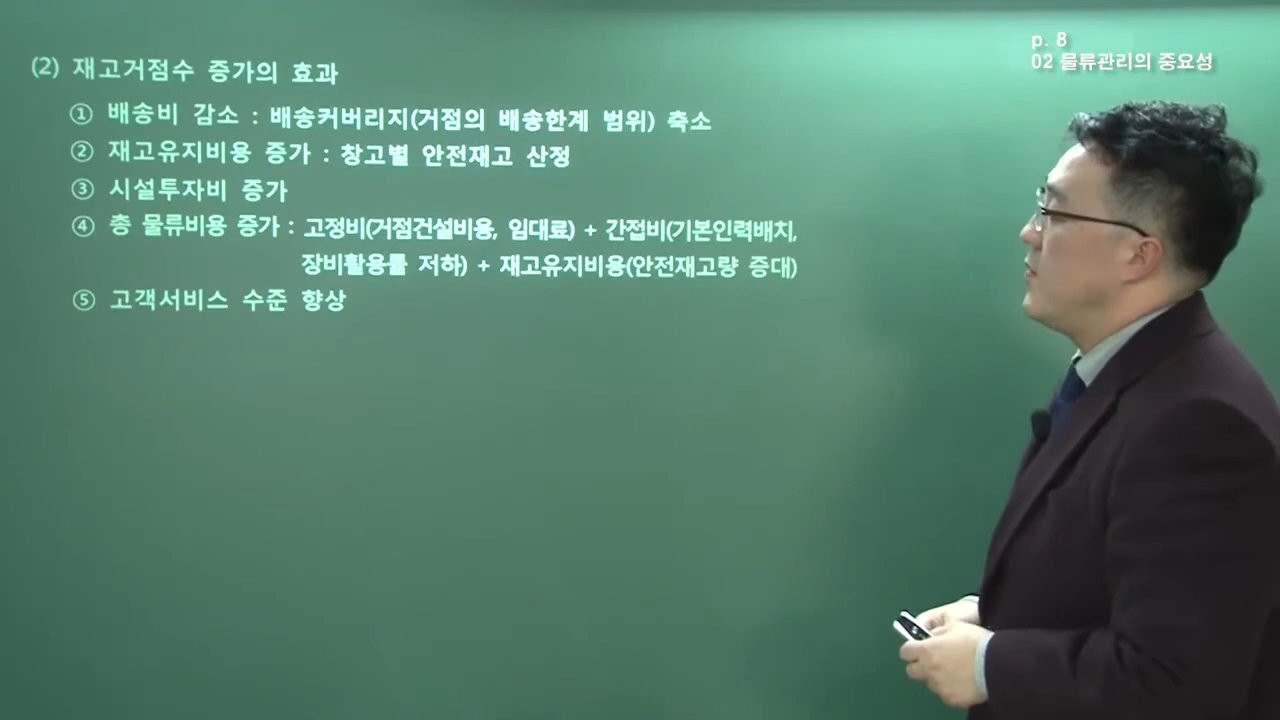 p. 8
02 물류관리의 중요성
(2) 재고거점수 증가의 효과
① 배송비 감소 : 배송커버리지(거점의 배송한계 범위) 축소
② 재고유지비용 증가 : 창고별 안전재고 산정
③ 시설투자비 증가
④ 총 물류비용 증가 : 고정비(거점건설비용, 임대료) + 간접비(기본인력배치,
장비활용률 저하) + 재고유지비용(안전재고량 증대)
⑤ 고객서비스 수준 향상